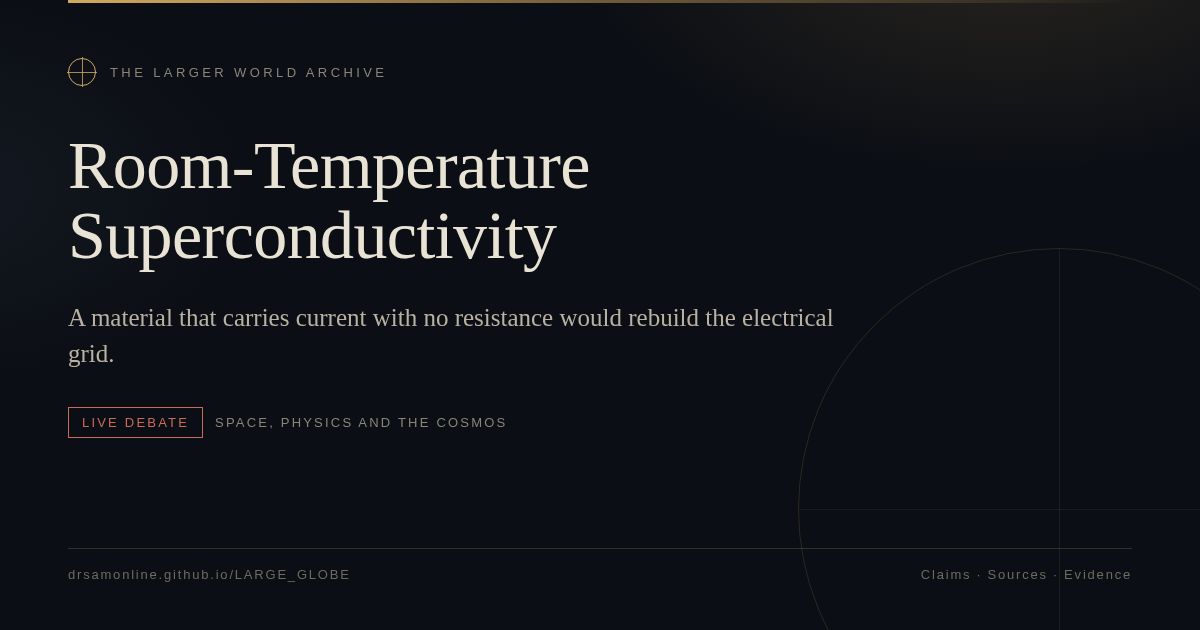 THE LARGER WORLD ARCHIVE
Room-Temperature
Superconductivity
A material that carries current with no resistance would rebuild the electrical
grid.
LIVE DEBATE SPACE, PHYSICS AND THE COSMOS
drsamonline.github.io/LARGE_GLOBE Claims · Sources · Evidence